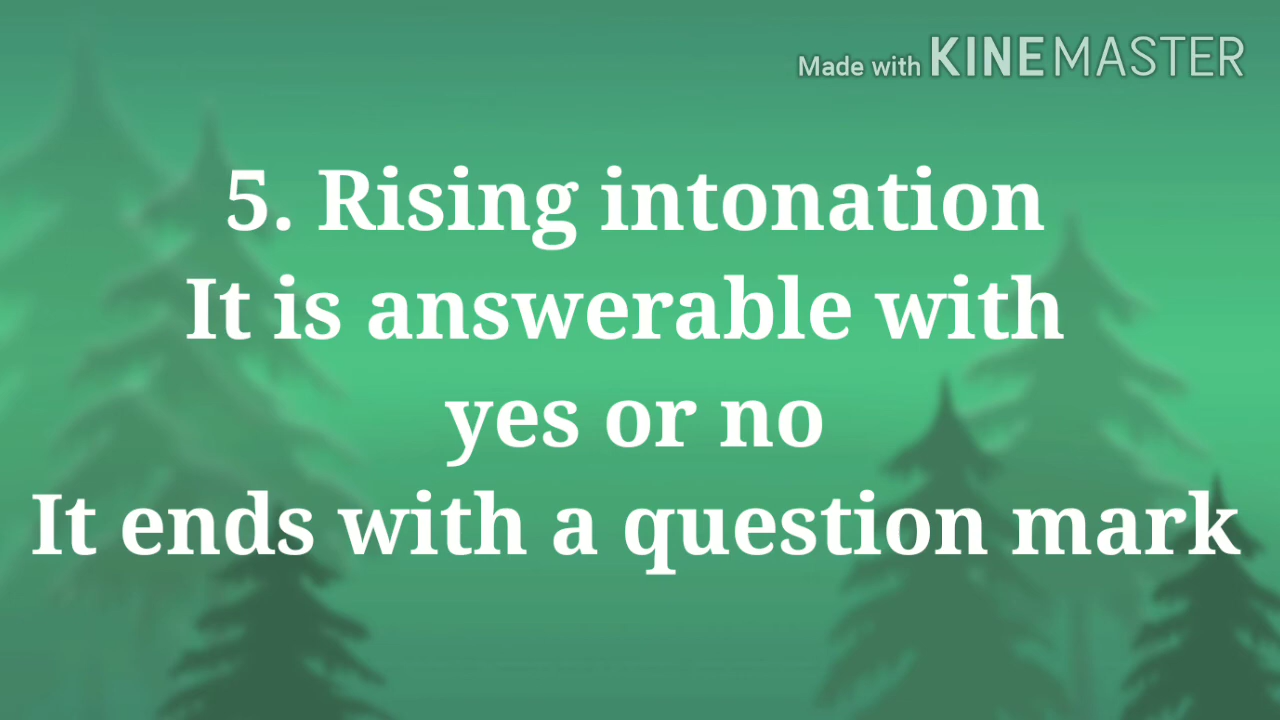 Made with KINEMASTER
5. Rising intonation
It is answerable with
yes or no
It ends with a question mark